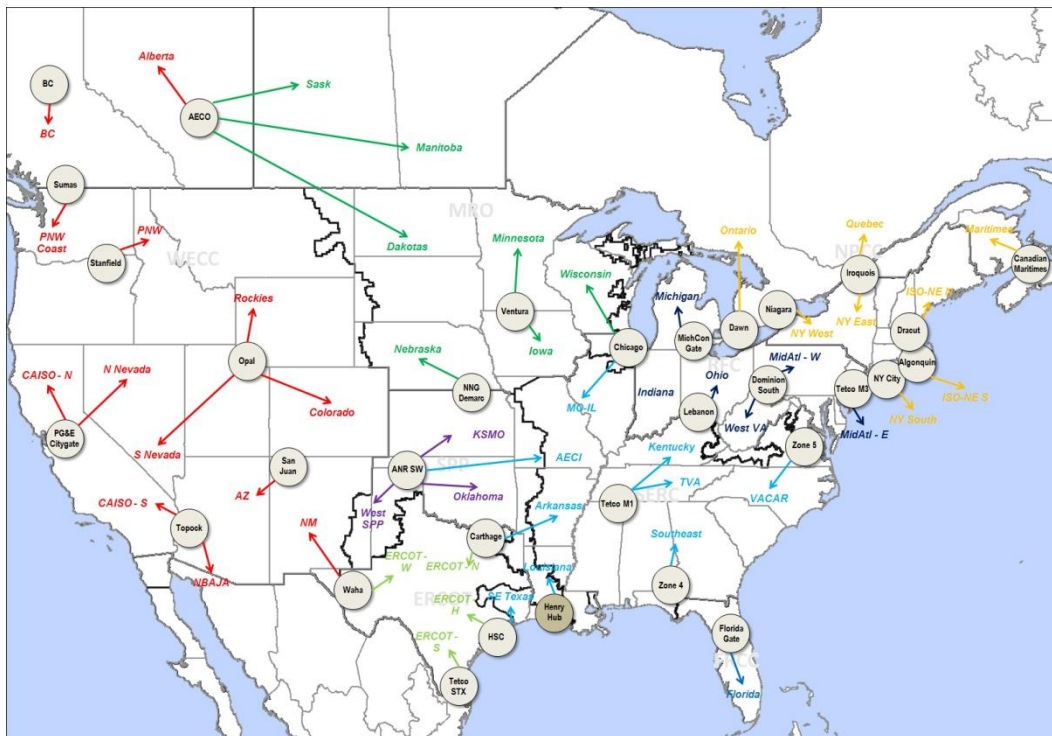 Alberta
BC
Sask
AECO
BC
Manitoba
Sumas
MRO
Quebec
Ontario
Maritimes
PNW
PNW
Coast
Minnesota
Dakotas
NPCC
WECC
Stanfield
Wisconsin
Iroquois
Canadian
Maritimes
Rockies
Michigan
Niagara
ISO-NE
Ventura
NY East
Dawn
NY West
Dracut
Chicago
MichCon
Gate
Iowa
Opal
Nebraska
RFC
MidAtl - W
Algonquin
CAISO - N
N Nevada
Ohio
NNG
Demarc
Indiana
Dominion
South
Tetco M3
NY City
ISO-NE S
Colorado
MO-IL
Lebanon
NY South
West VA
PG&E
Citygate
MidAtl - E
KSMO
Kentucky
Zone 5
S Nevada
San
Juan
SPP
AECI
ANR SW
TVA
AZ
Oklahoma
SERC
VACAR
CAISO - S
West
SPP
Arkansas
Tetco M1
Topock
NM
Carthage
Southeast
ERCOT -
W
ERCOT - N
Louisiana
NBAJA
Waha
Zone 4
ERCOT
ERCOT
H
SE Texas
Henry
Hub
HSC
Florida
Gate
ERCOT -
S
FRCC
Tetco
STX
Florida